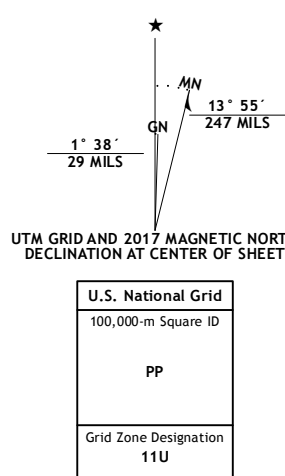 ★
MN
GN
13° 55´
247 MILS
1° 38´
29 MILS
UTM GRID AND 2017 MAGNETIC NORT
DECLINATION AT CENTER OF SHEET
U.S. National Grid
100,000-m Square ID
PP
Grid Zone Designation
11U